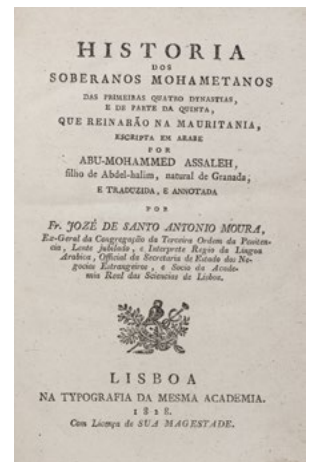 HISTORIA
DOS
SOBERANOS MOHAMETANOS
DAS PRIMEIRAS QUATRO DYNASTIAS,
E DE PARTE DA QUINTA,
QUE REINARÃO NA MAURITANIA,
ESCRIPTA EM ARABE
POR
ABU-MOHAMMED ASSALEH,
filho de Abdel-halim, natural de Granada;
E TRADUZIDA, E ANNOTADA
POR
Fr. JOZÉ DE SANTO ANTONIO MOURA,
Ex-Geral da Congregação da Terceira Ordem da Peniten-
cia, Lente Jubilado, e Interprete Regio da Lingoa
Arabica, Official da Secretaria de Estado dos Ne-
gocios Estrangeiros, e Socio da Acade-
mia Real das Sciencias de Lisboa.
LISBOA
NA TYPOGRAFIA DA MESMA ACADEMIA.
1828.
Com Licença de SUA MAGESTADE.